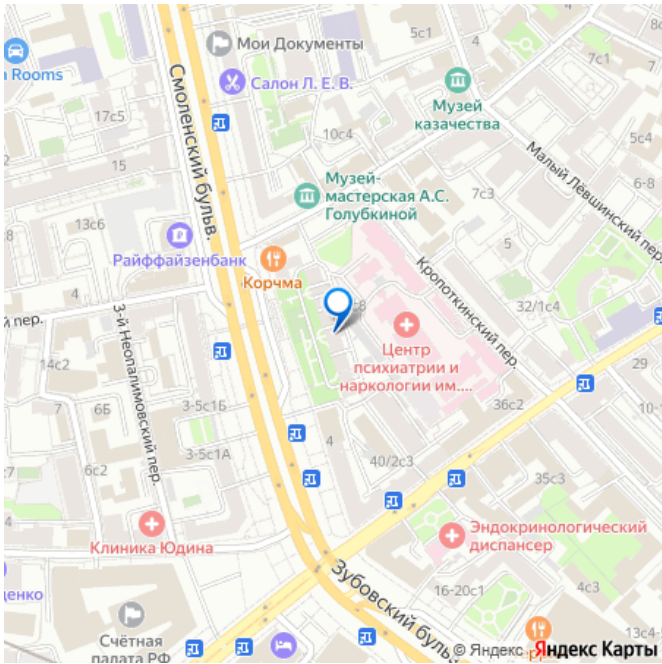 Мои Документы
5с1
7с1
Rooms
Салон Л. Е. В.
Музей
казачества
17с5
10с4
5с4
Смоленский бульв.
Малый Лёвшинский пер.
6-8
15
Музей-
мастерская А.С.
Голубкиной
7с3
13с6
5
Райффайзенбанк
Корчма
Кропоткинский пер.
4
32/1с4
пер.
3-й Неопалимовский пер.
Центр
психиатрии и
наркологии им....
14с2
29
6Б
3-5с1Б
36с2
10-
4
6с2
3-5с1А
40/2с3
35с3
Клиника Юдина
Эндокринологический
диспансер
Зубовский бульв.
16-20с1
4с3
Счётная
палата РФ
13с4-
© Яндекс Яндекс Карты